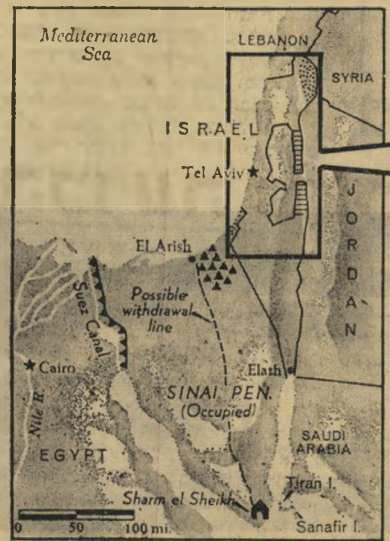 Mediterranean
Sea
LEBANON
SYRIA
ISRAEL
Tel Aviv
JORDAN
El Arish
Suez Canal
Possible
withdrawal
line
Cairo
Elath
Nile R.
SINAI PEN.
(Occupied)
EGYPT
SAUDI
ARABIA
Sharm el Sheikh
Tiran I.
Sanafir I.
0 50 100 mi.